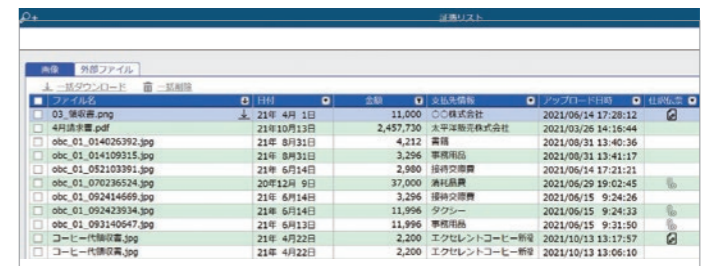 証憑リスト
画像 外部ファイル
一括ダウンロード 一括削除
ファイル名 日付 金額 支払先情報 アップロード日時 仕訳伝票
03_領収書.png 21年 4月 1日 11,000 〇〇株式会社 2021/06/14 17:28:12
4月請求書.pdf 21年10月13日 2,457,730 太平洋販売株式会社 2021/03/26 14:16:44
obc_01_014026392.jpg 21年 8月31日 4,212 書籍 2021/08/31 13:40:36
obc_01_014109315.jpg 21年 8月31日 3,296 事務用品 2021/08/31 13:41:17
obc_01_052103391.jpg 21年 6月14日 2,980 接待交際費 2021/06/14 17:21:21
obc_01_070236524.jpg 20年12月 9日 37,000 消耗品費 2021/06/29 19:02:45
obc_01_092414669.jpg 21年 6月14日 3,296 接待交際費 2021/06/15 9:24:26
obc_01_092423934.jpg 21年 6月14日 11,996 タクシー 2021/06/15 9:24:33
obc_01_093140647.jpg 21年 6月13日 11,996 事務用品 2021/06/15 9:31:50
コーヒー代領収書.jpg 21年 4月22日 2,200 エクセレントコーヒー新宿 2021/10/13 13:17:57
コーヒー代領収書.jpg 21年 4月22日 2,200 エクセレントコーヒー新宿 2021/10/13 13:06:10